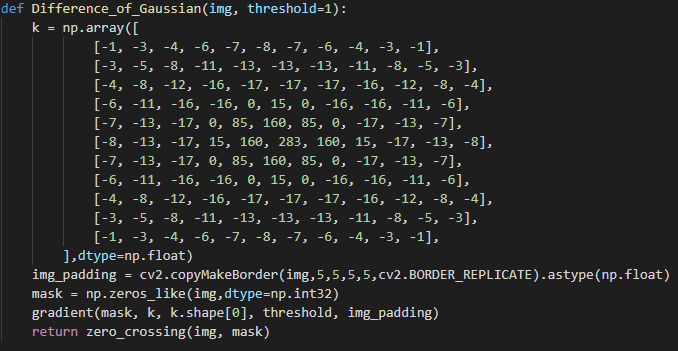 def Difference_of_Gaussian(img, threshold=1):
    k = np.array([
            [-1, -3, -4, -6, -7, -8, -7, -6, -4, -3, -1],
            [-3, -5, -8, -11, -13, -13, -13, -11, -8, -5, -3],
            [-4, -8, -12, -16, -17, -17, -17, -16, -12, -8, -4],
            [-6, -11, -16, -16, 0, 15, 0, -16, -16, -11, -6],
            [-7, -13, -17, 0, 85, 160, 85, 0, -17, -13, -7],
            [-8, -13, -17, 15, 160, 283, 160, 15, -17, -13, -8],
            [-7, -13, -17, 0, 85, 160, 85, 0, -17, -13, -7],
            [-6, -11, -16, -16, 0, 15, 0, -16, -16, -11, -6],
            [-4, -8, -12, -16, -17, -17, -17, -16, -12, -8, -4],
            [-3, -5, -8, -11, -13, -13, -13, -11, -8, -5, -3],
            [-1, -3, -4, -6, -7, -8, -7, -6, -4, -3, -1],
        ],dtype=np.float)
    img_padding = cv2.copyMakeBorder(img,5,5,5,5,cv2.BORDER_REPLICATE).astype(np.float)
    mask = np.zeros_like(img,dtype=np.int32)
    gradient(mask, k, k.shape[0], threshold, img_padding)
    return zero_crossing(img, mask)